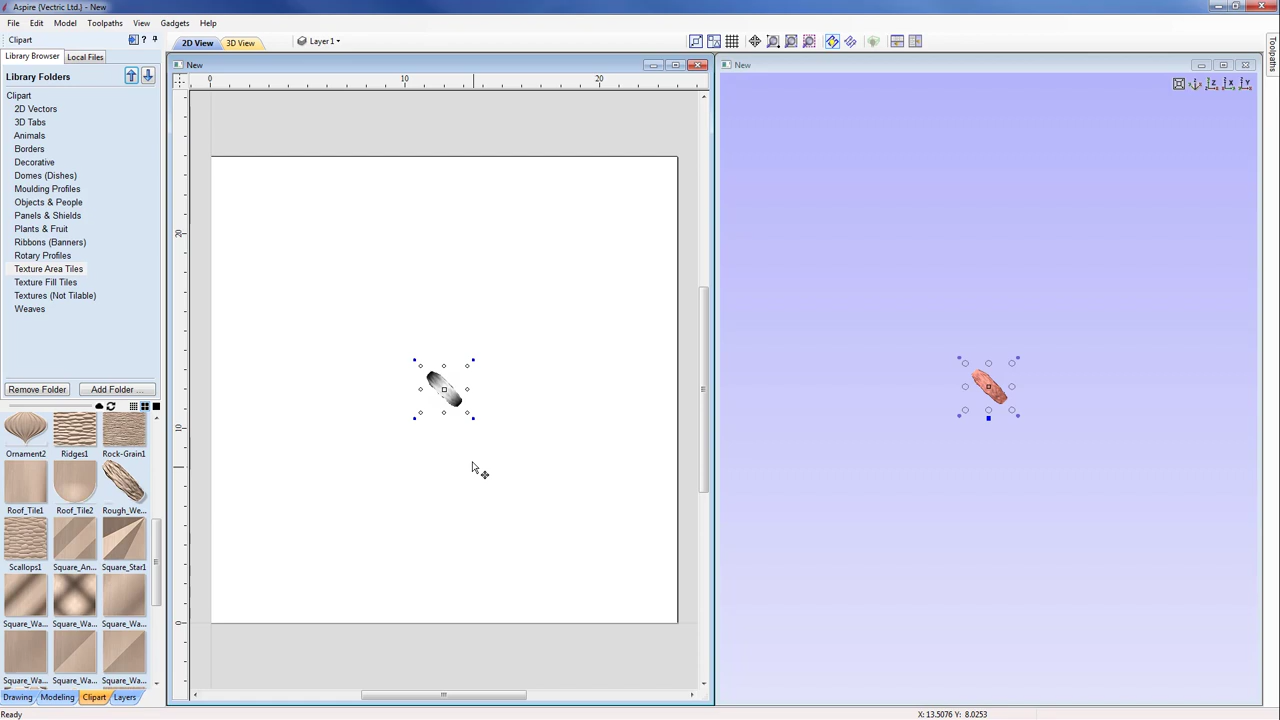 Aspire (Vectric Ltd.) - New
File Edit Model Toolpaths View Gadgets Help
Clipart
2D View 3D View Layer 1
Toolpaths
Library Browser Local Files
New
New
Library Folders
0 10 20
Clipart
2D Vectors
3D Tabs
Animals
Borders
Decorative
Domes (Dishes)
Moulding Profiles
Objects & People
Panels & Shields
Plants & Fruit
20
Ribbons (Banners)
Rotary Profiles
Texture Area Tiles
Texture Fill Tiles
Textures (Not Tilable)
Weaves
Remove Folder Add Folder ...
10
Ornament2 Ridges1 Rock-Grain1
Roof_Tile1 Roof_Tile2 Rough_We...
Scallops1 Square_An... Square_Star1
Square_Wa... Square_Wa... Square_Wa...
0
Square_Wa... Square_Wa... Square_Wa...
Drawing Modeling Clipart Layers
Ready
X: 13.5076 Y: 8.0253